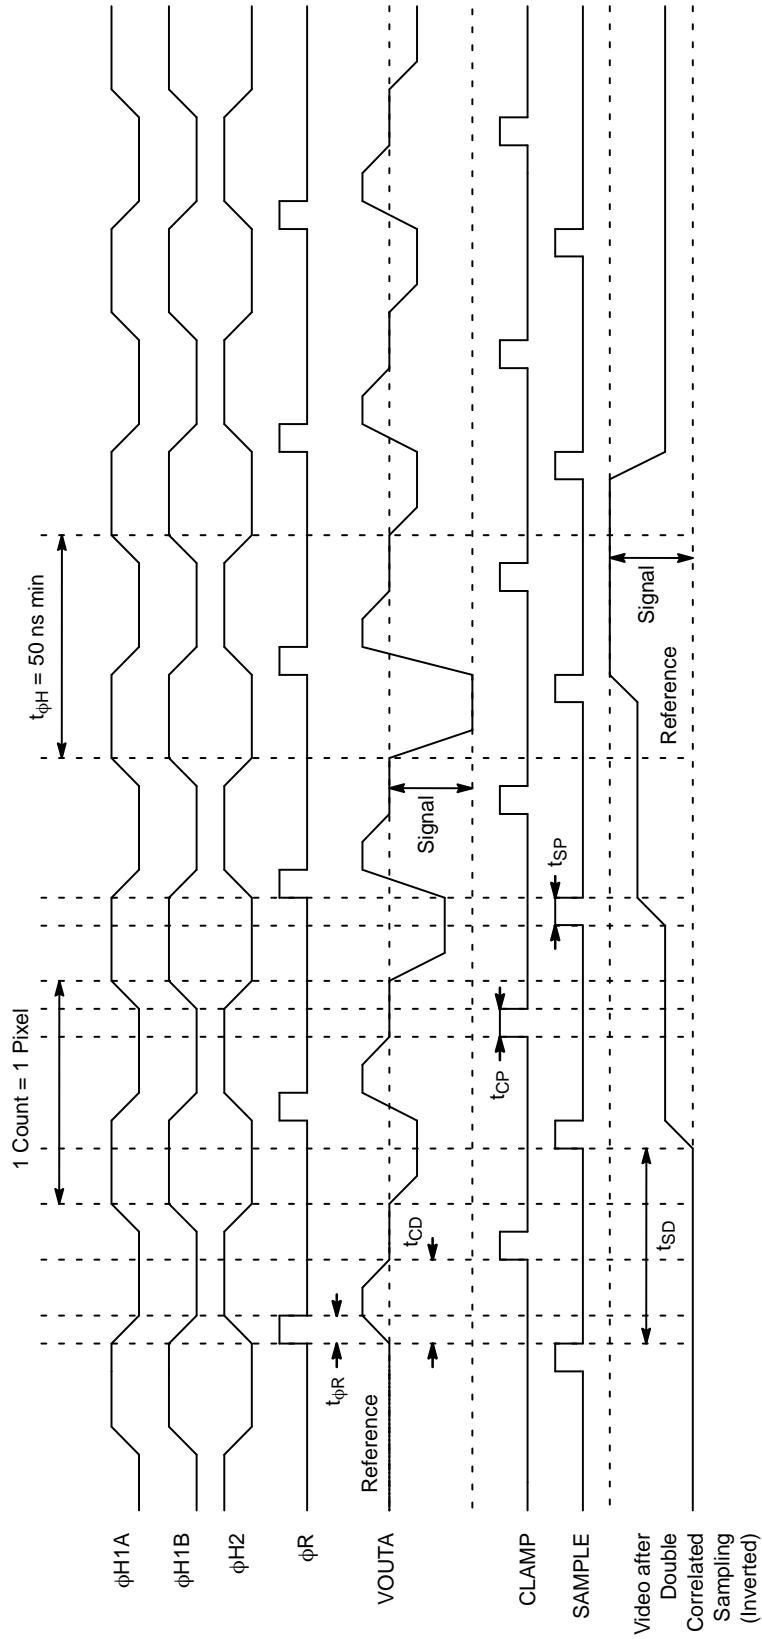 1 Count = 1 Pixel
tϕH = 50 ns min
ϕH1A
ϕH1B
ϕH2
ϕR
tϕR
VOUTA
Reference
tCD
Signal
CLAMP
tCP
SAMPLE
tSP
Video after
Double
Correlated
Sampling
(Inverted)
tSD
Reference
Signal